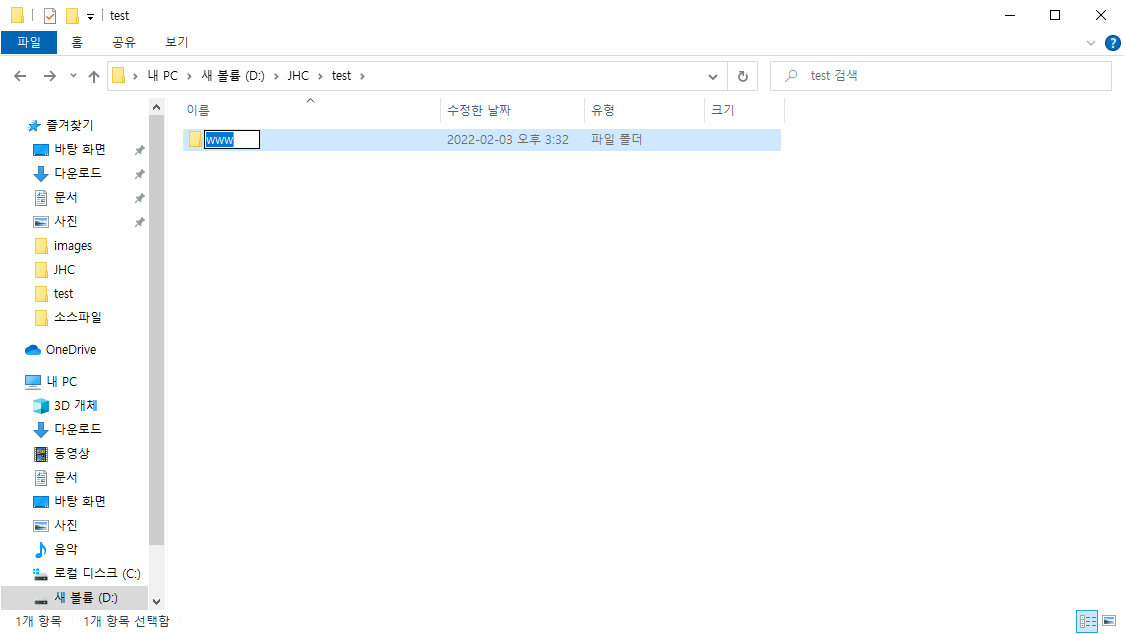 test
파일 홈 공유 보기
내 PC 새 볼륨 (D:) JHC test
test 검색
이름 수정한 날짜 유형 크기
www 2022-02-03 오후 3:32 파일 폴더
즐겨찾기
바탕 화면
다운로드
문서
사진
images
JHC
test
소스파일
OneDrive
내 PC
3D 개체
다운로드
동영상
문서
바탕 화면
사진
음악
로컬 디스크 (C:)
새 볼륨 (D:)
1개 항목 1개 항목 선택함